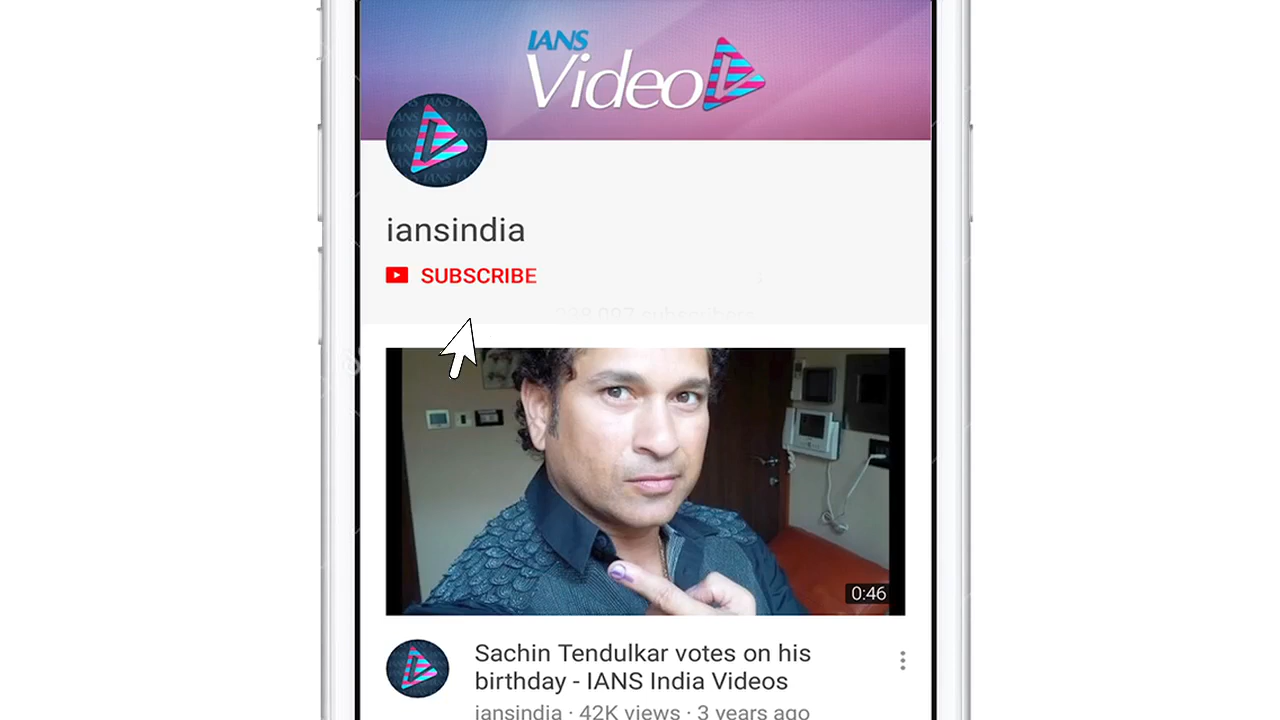 IANS
Video
iansindia
SUBSCRIBE
0:46
Sachin Tendulkar votes on his
birthday - IANS India Videos
iansindia · 42K views · 3 years ago